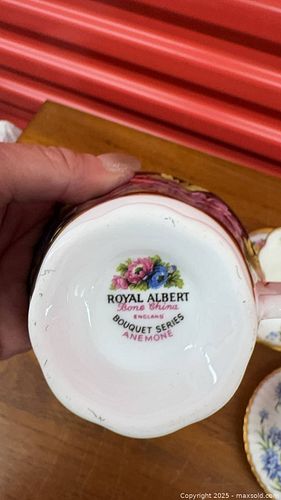 ROYAL ALBERT
Bone China
ENGLAND
BOUQUET SERIES
ANEMONE
Copyright 2025 - maxsold.com